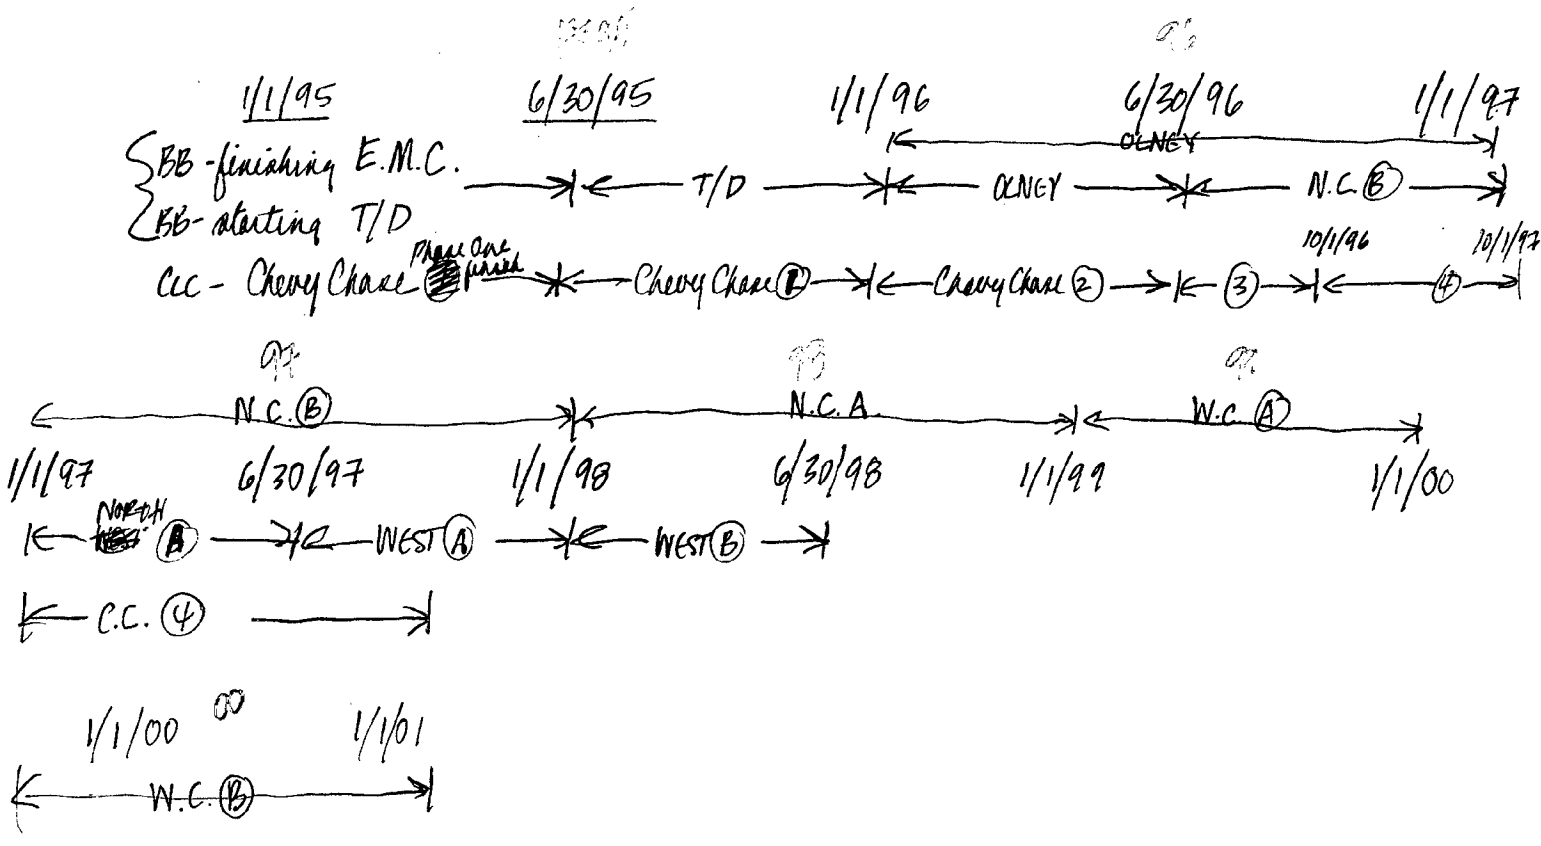 96
1/1/95 6/30/95 1/1/96 6/30/96 1/1/97
OLNEY
BB-finishing E.M.C. T/D OLNEY N.C. B
BB-starting T/D
Phase One 10/1/96 10/1/97
CCC - Chevy Chase Chevy Chase 1 Chevy Chase 2 3 4
97 98
N.C. B N.C. A. W.C. A
1/1/97 6/30/97 1/1/98 6/30/98 1/1/99 1/1/00
NORTH
A WEST A WEST B
C.C. 4
00
1/1/00 1/1/01
W.C. B